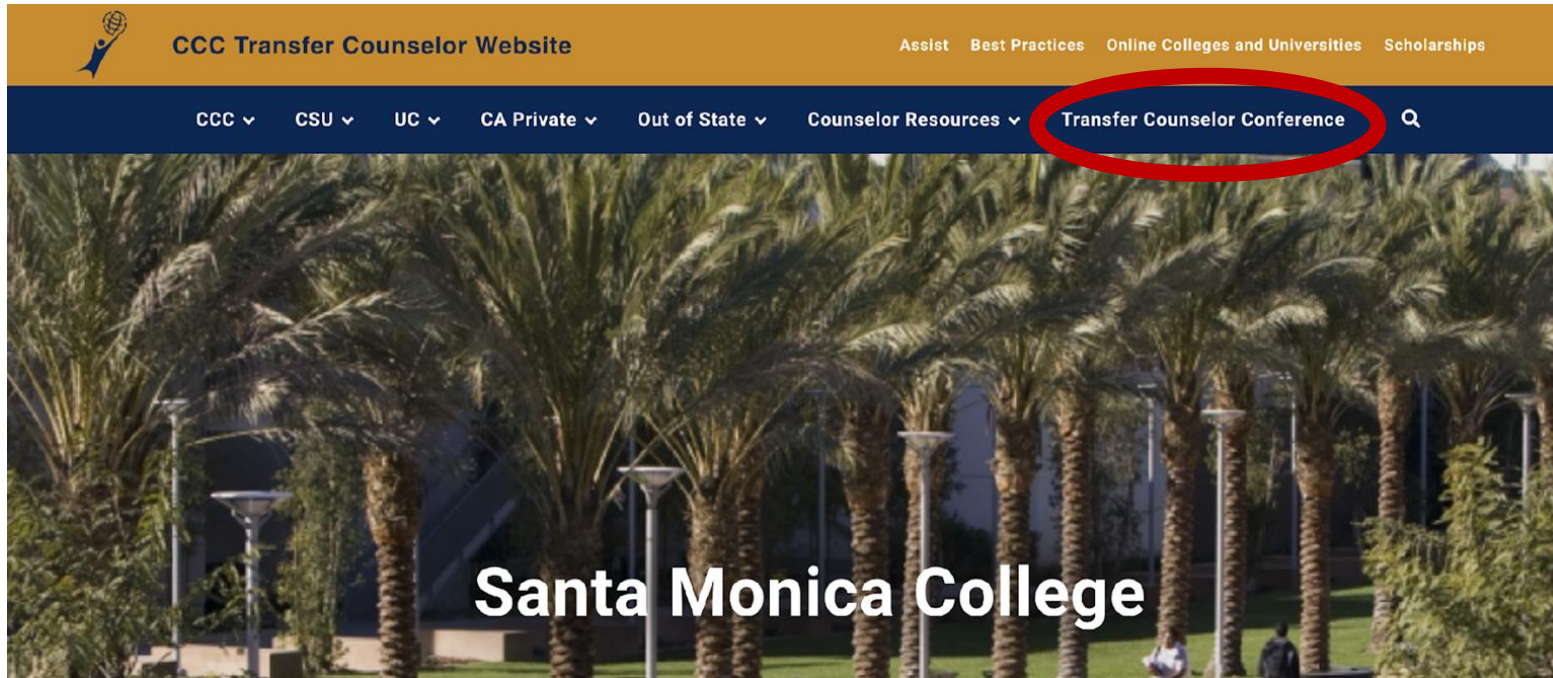 CCC Transfer Counselor Website
Assist Best Practices Online Colleges and Universities Scholarships
CCC CSU UC CA Private Out of State Counselor Resources Transfer Counselor Conference
Santa Monica College